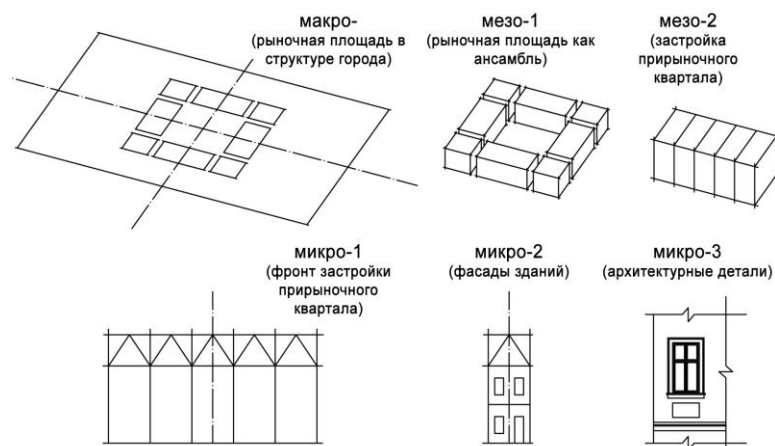 макро-
(рыночная площадь в
структуре города)
мезо-1
(рыночная площадь как
ансамбль)
мезо-2
(застройка
прирыночного
квартала)
микро-1
(фронт застройки
прирыночного
квартала)
микро-2
(фасады зданий)
микро-3
(архитектурные детали)